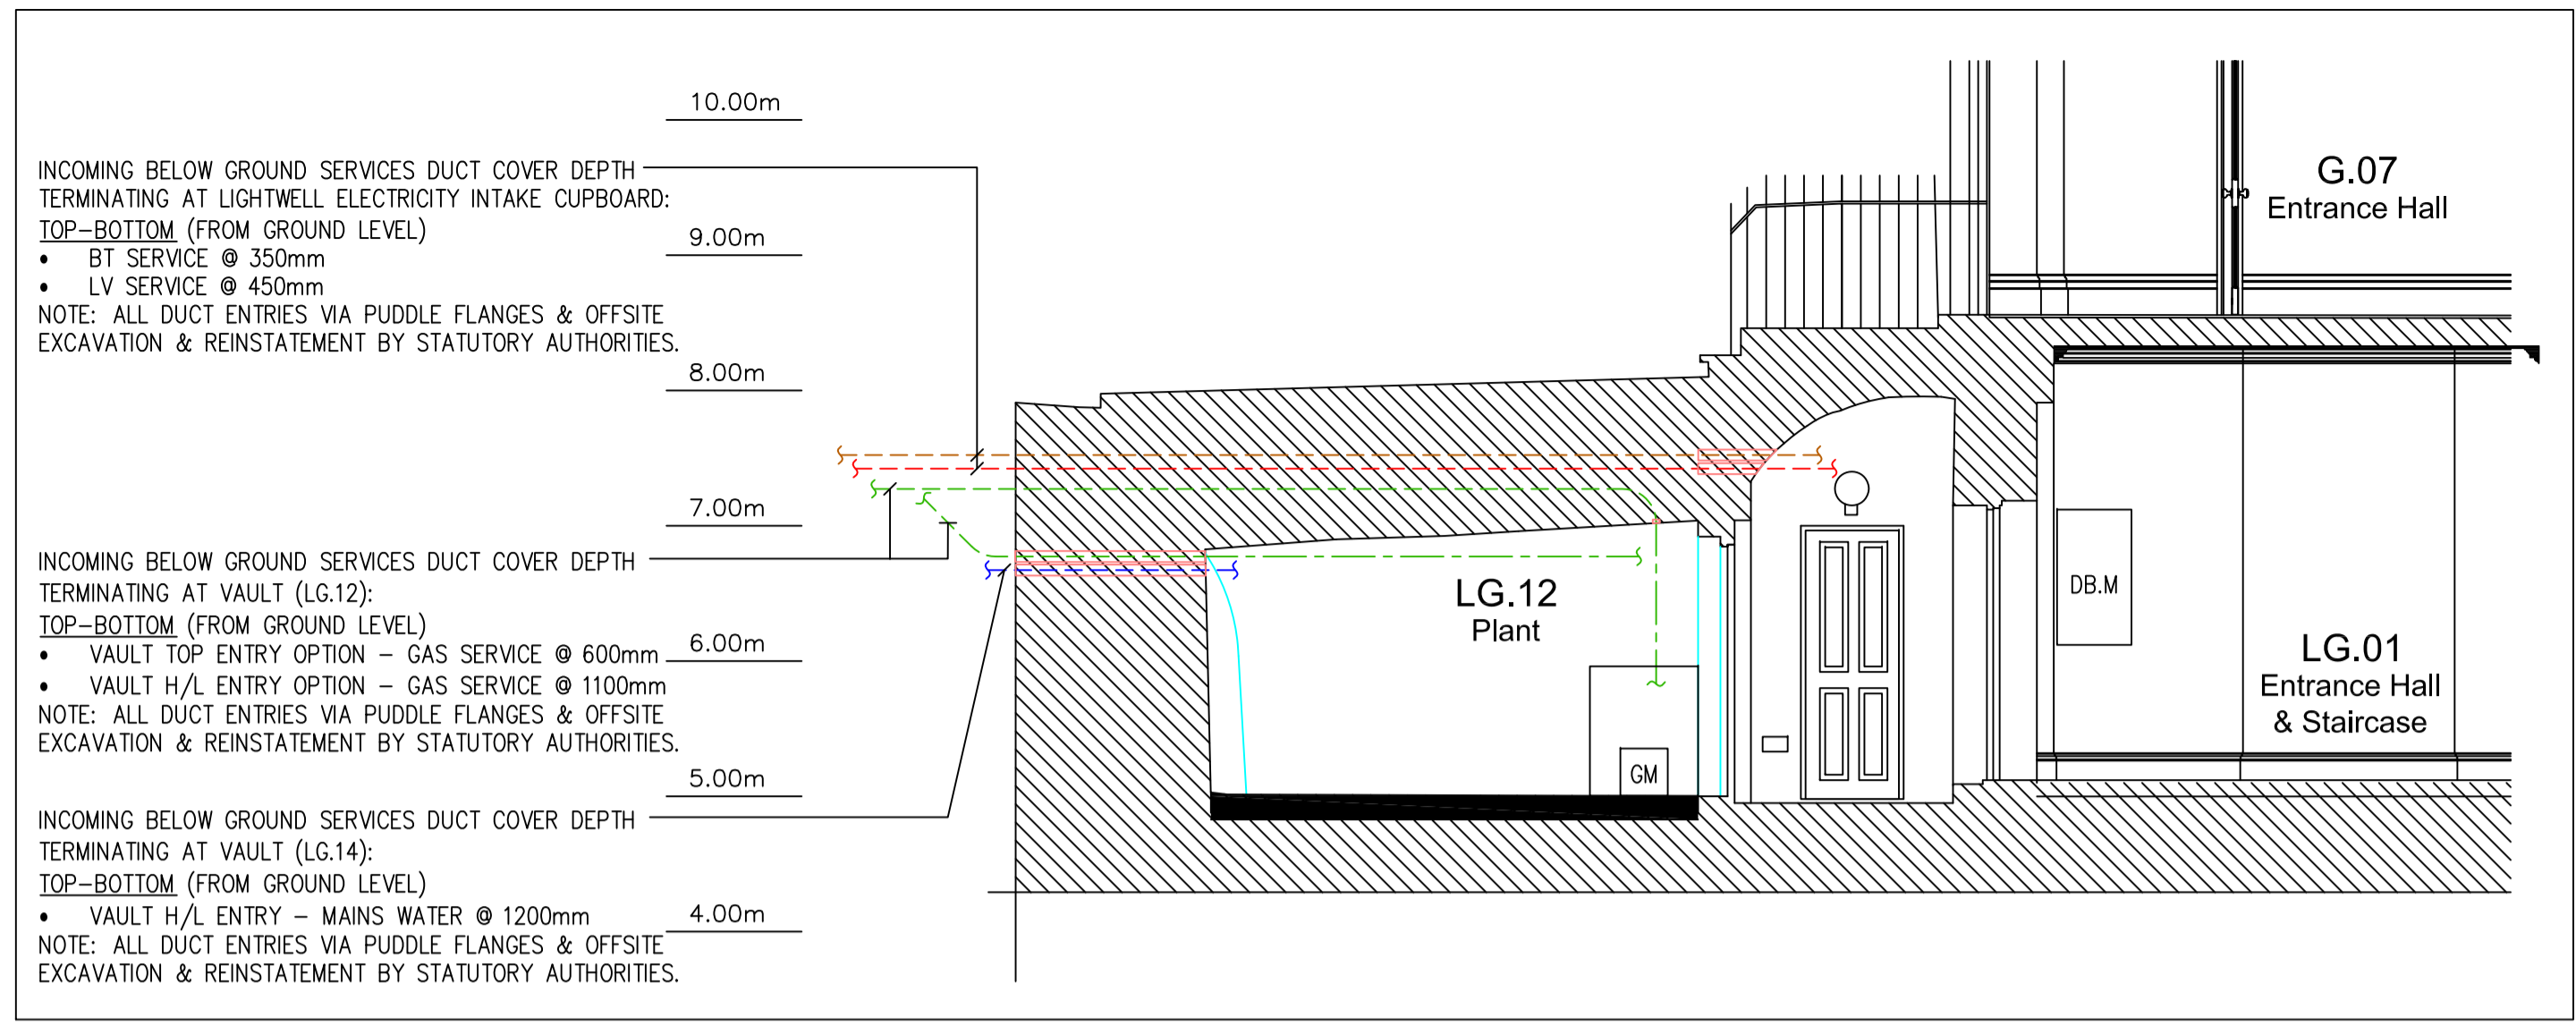 10.00m
INCOMING BELOW GROUND SERVICES DUCT COVER DEPTH
TERMINATING AT LIGHTWELL ELECTRICITY INTAKE CUPBOARD:
TOP-BOTTOM (FROM GROUND LEVEL)
• BT SERVICE @ 350mm
• LV SERVICE @ 450mm
NOTE: ALL DUCT ENTRIES VIA PUDDLE FLANGES & OFFSITE
EXCAVATION & REINSTATEMENT BY STATUTORY AUTHORITIES.
9.00m
8.00m
7.00m
INCOMING BELOW GROUND SERVICES DUCT COVER DEPTH
TERMINATING AT VAULT (LG.12):
TOP-BOTTOM (FROM GROUND LEVEL)
• VAULT TOP ENTRY OPTION - GAS SERVICE @ 600mm
• VAULT H/L ENTRY OPTION - GAS SERVICE @ 1100mm
NOTE: ALL DUCT ENTRIES VIA PUDDLE FLANGES & OFFSITE
EXCAVATION & REINSTATEMENT BY STATUTORY AUTHORITIES.
6.00m
5.00m
INCOMING BELOW GROUND SERVICES DUCT COVER DEPTH
TERMINATING AT VAULT (LG.14):
TOP-BOTTOM (FROM GROUND LEVEL)
• VAULT H/L ENTRY - MAINS WATER @ 1200mm
NOTE: ALL DUCT ENTRIES VIA PUDDLE FLANGES & OFFSITE
EXCAVATION & REINSTATEMENT BY STATUTORY AUTHORITIES.
4.00m
G.07
Entrance Hall
LG.12
Plant
GM
DB.M
LG.01
Entrance Hall
& Staircase